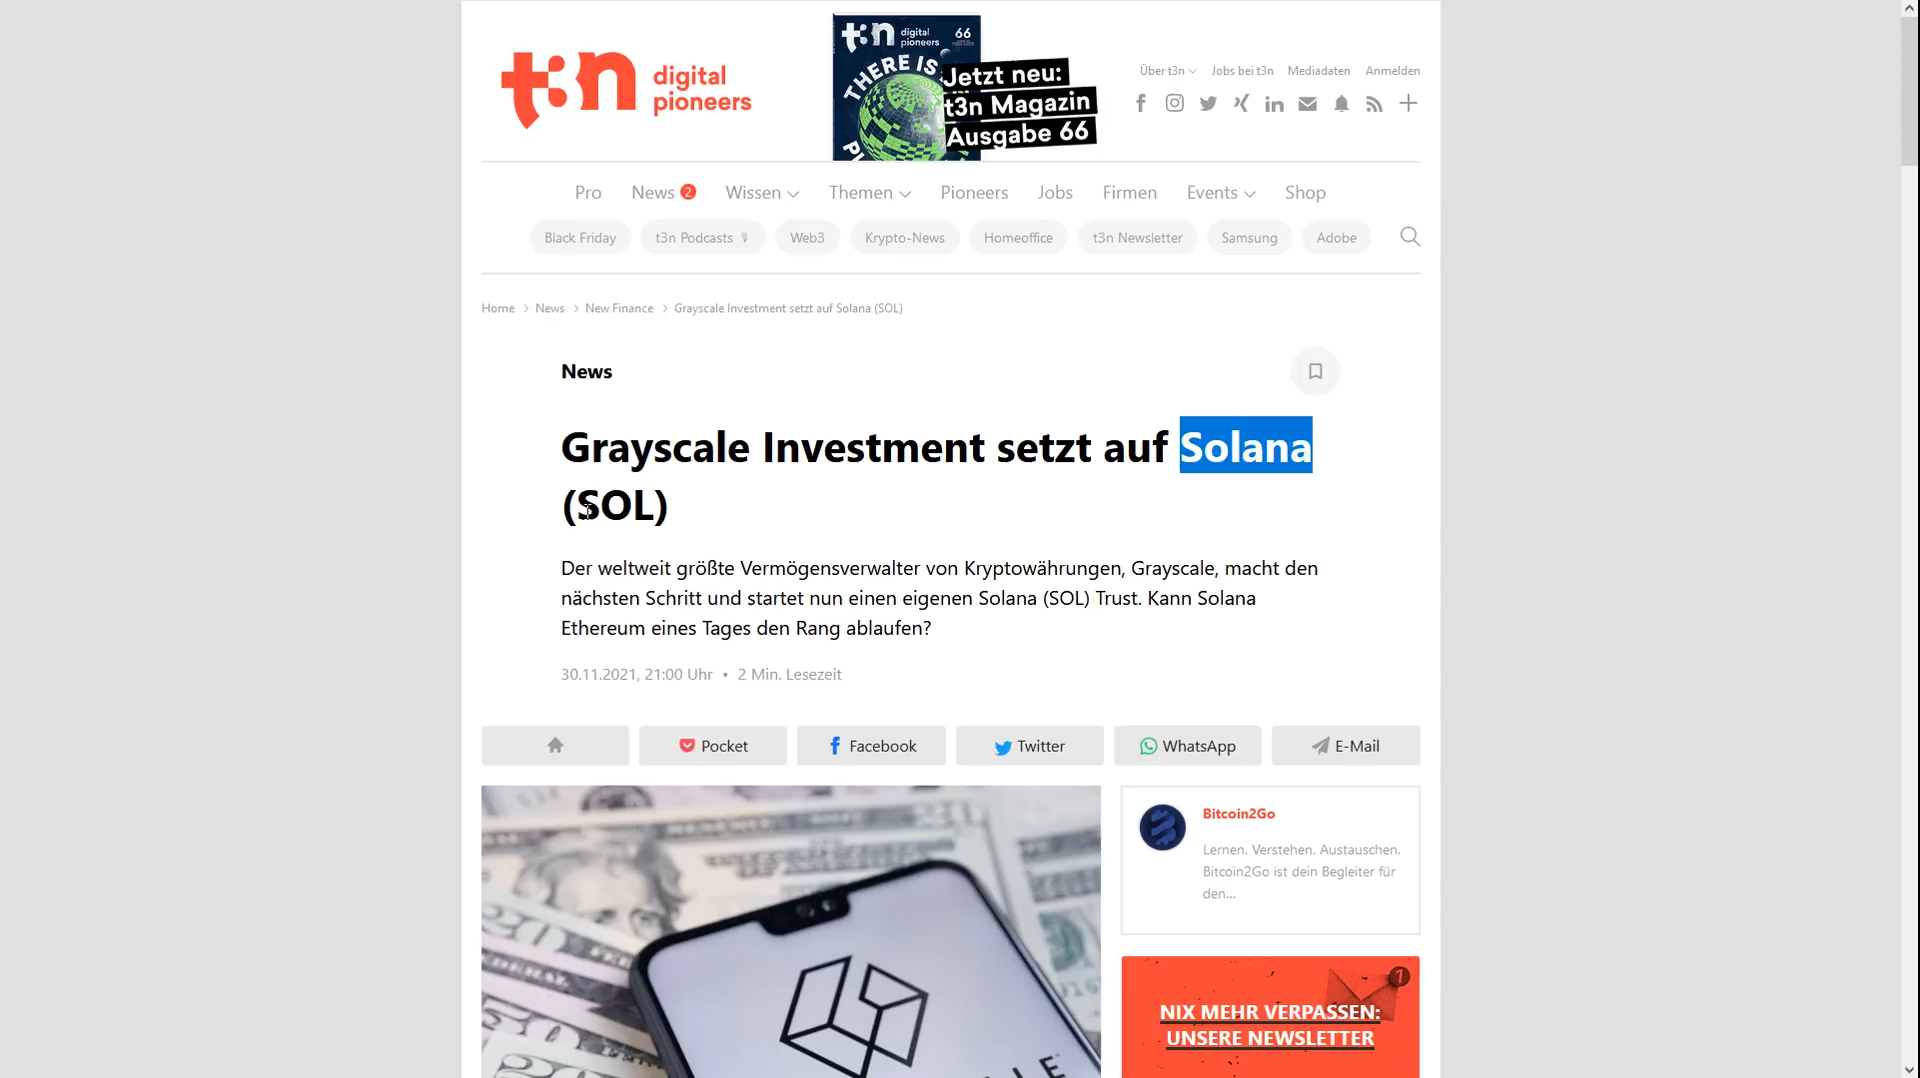 t3n digital pioneers
t3n digital pioneers 66
THERE IS
Jetzt neu:
t3n Magazin
Ausgabe 66
Über t3n
Jobs bei t3n
Mediadaten
Anmelden
Pro
News 2
Wissen
Themen
Pioneers
Jobs
Firmen
Events
Shop
Black Friday
t3n Podcasts
Web3
Krypto-News
Homeoffice
t3n Newsletter
Samsung
Adobe
Home > News > New Finance > Grayscale Investment setzt auf Solana (SOL)
News
Grayscale Investment setzt auf Solana
(SOL)
Der weltweit größte Vermögensverwalter von Kryptowährungen, Grayscale, macht den
nächsten Schritt und startet nun einen eigenen Solana (SOL) Trust. Kann Solana
Ethereum eines Tages den Rang ablaufen?
30.11.2021, 21:00 Uhr • 2 Min. Lesezeit
Pocket
Facebook
Twitter
WhatsApp
E-Mail
Bitcoin2Go
Lernen. Verstehen. Austauschen.
Bitcoin2Go ist dein Begleiter für
den...
1
NIX MEHR VERPASSEN:
UNSERE NEWSLETTER